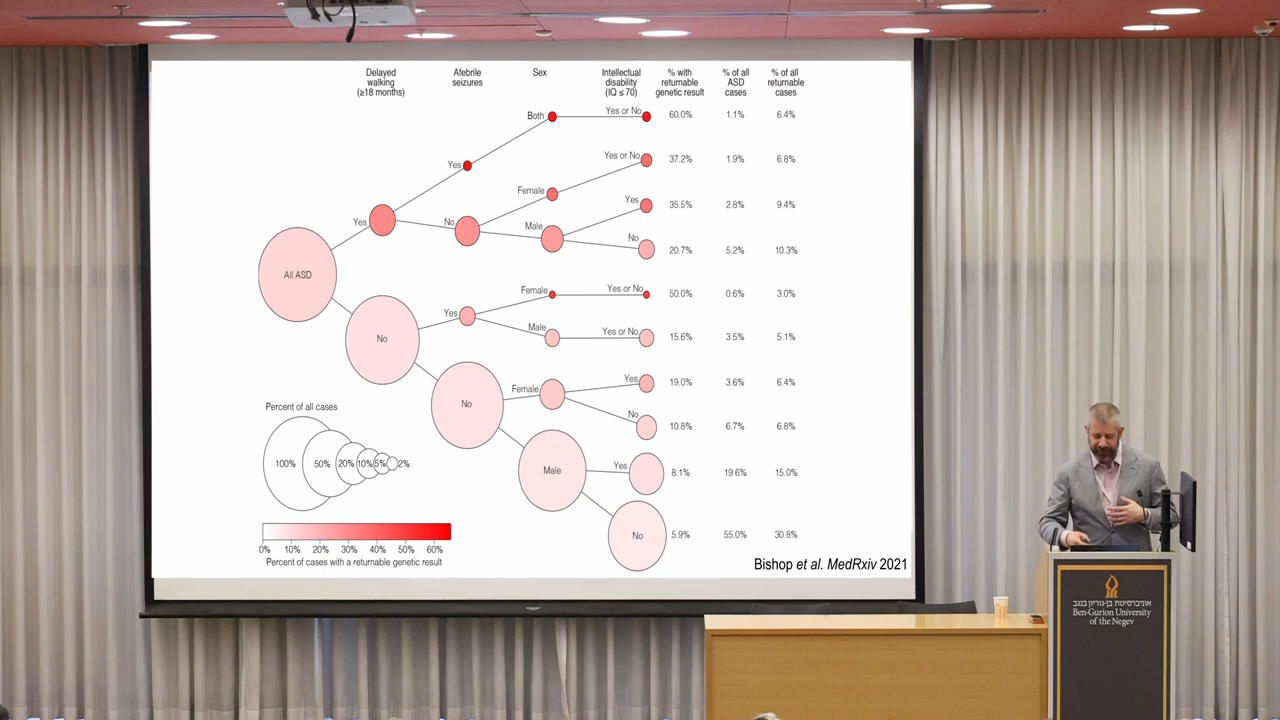 Delayed
walking
(≥18 months)
Afebrile
seizures
Sex
Intellectual
disability
(IQ ≤ 70)
% with
returnable
genetic result
% of all
ASD
cases
% of all
returnable
cases
Both
Yes or No
60.0%
1.1%
6.4%
Yes
Yes or No
37.2%
1.9%
6.8%
Female
Yes
35.5%
2.8%
9.4%
Yes
No
Male
No
20.7%
5.2%
10.3%
All ASD
Female
Yes or No
50.0%
0.6%
3.0%
Yes
Male
Yes or No
15.6%
3.5%
5.1%
No
Female
Yes
19.0%
3.6%
6.4%
No
No
10.8%
6.7%
6.8%
Male
Yes
8.1%
19.6%
15.0%
No
5.9%
55.0%
30.8%
Percent of all cases
100%
50%
20%
10%
5%
2%
0%
10%
20%
30%
40%
50%
60%
Percent of cases with a returnable genetic result
Bishop et al. MedRxiv 2021
אוניברסיטת בן-גוריון בנגב
Ben-Gurion University
of the Negev